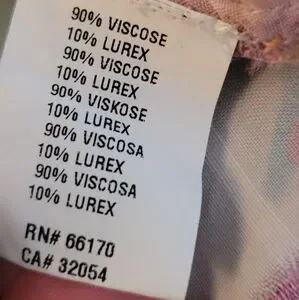 90% VISCOSE
10% LUREX
90% VISCOSE
10% LUREX
90% VISKOSE
10% LUREX
90% VISCOSA
10% LUREX
90% VISCOSA
10% LUREX
RN# 66170
CA# 32054